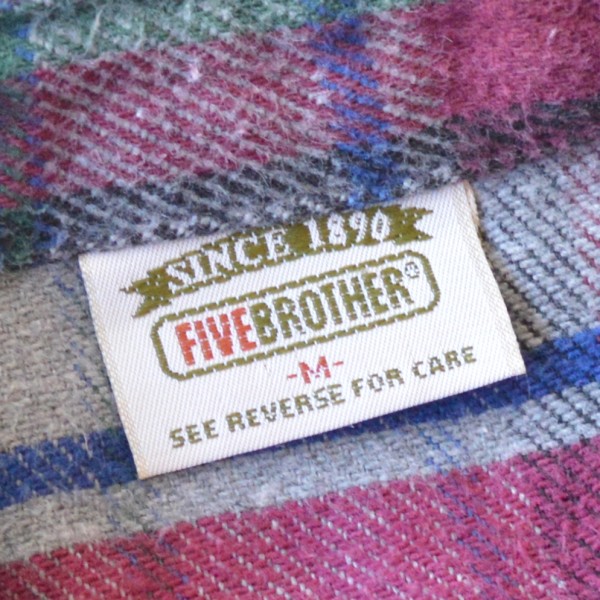 SINCE 1890
FIVEBROTHER®
-M-
SEE REVERSE FOR CARE